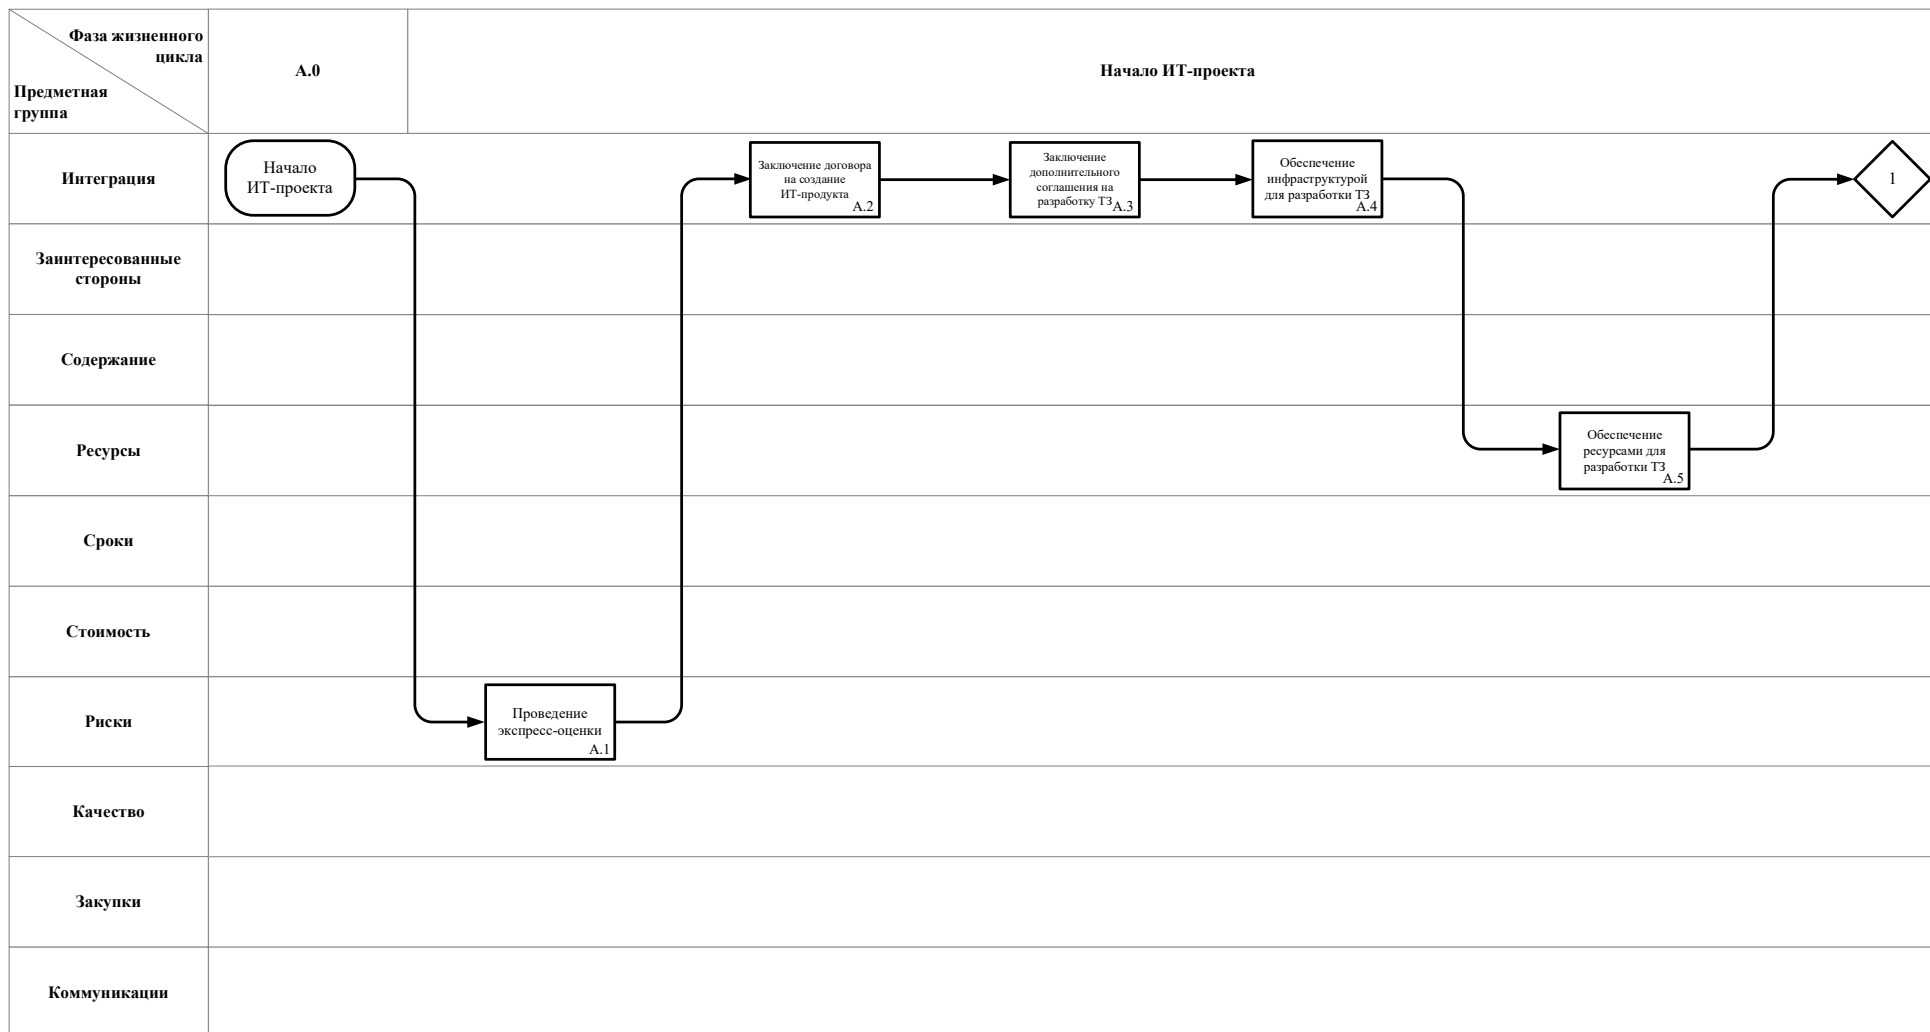 Фаза жизненного
цикла
Предметная
группа
А.0
Начало ИТ-проекта
Интеграция
Начало
ИТ-проекта
Заключение договора
на создание
ИТ-продукта
А.2
Заключение
дополнительного
соглашения на
разработку ТЗ
А.3
Обеспечение
инфраструктурой
для разработки ТЗ
А.4
1
Заинтересованные
стороны
Содержание
Ресурсы
Обеспечение
ресурсами для
разработки ТЗ
А.5
Сроки
Стоимость
Риски
Проведение
экспресс-оценки
А.1
Качество
Закупки
Коммуникации